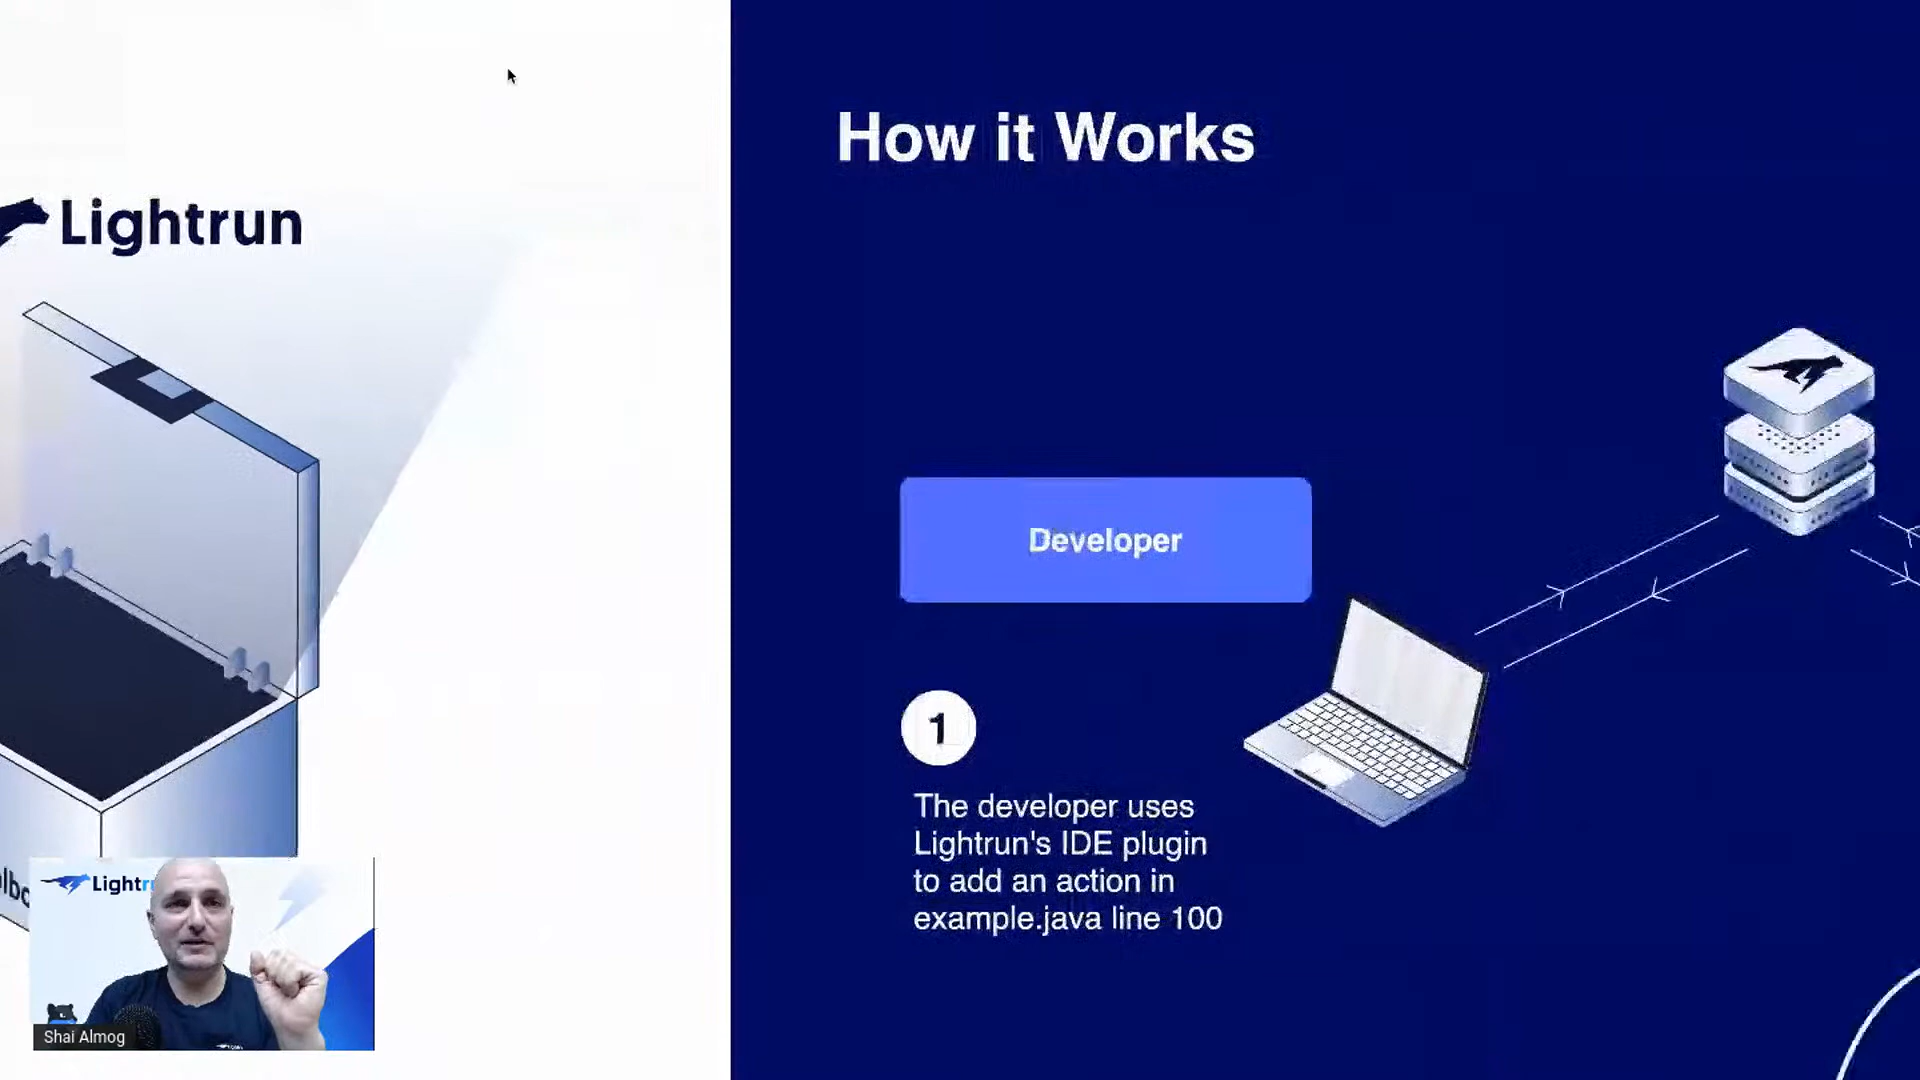 How it Works
Lightrun
Developer
1
The developer uses
Lightrun's IDE plugin
to add an action in
example.java line 100
Light
Shai Almog